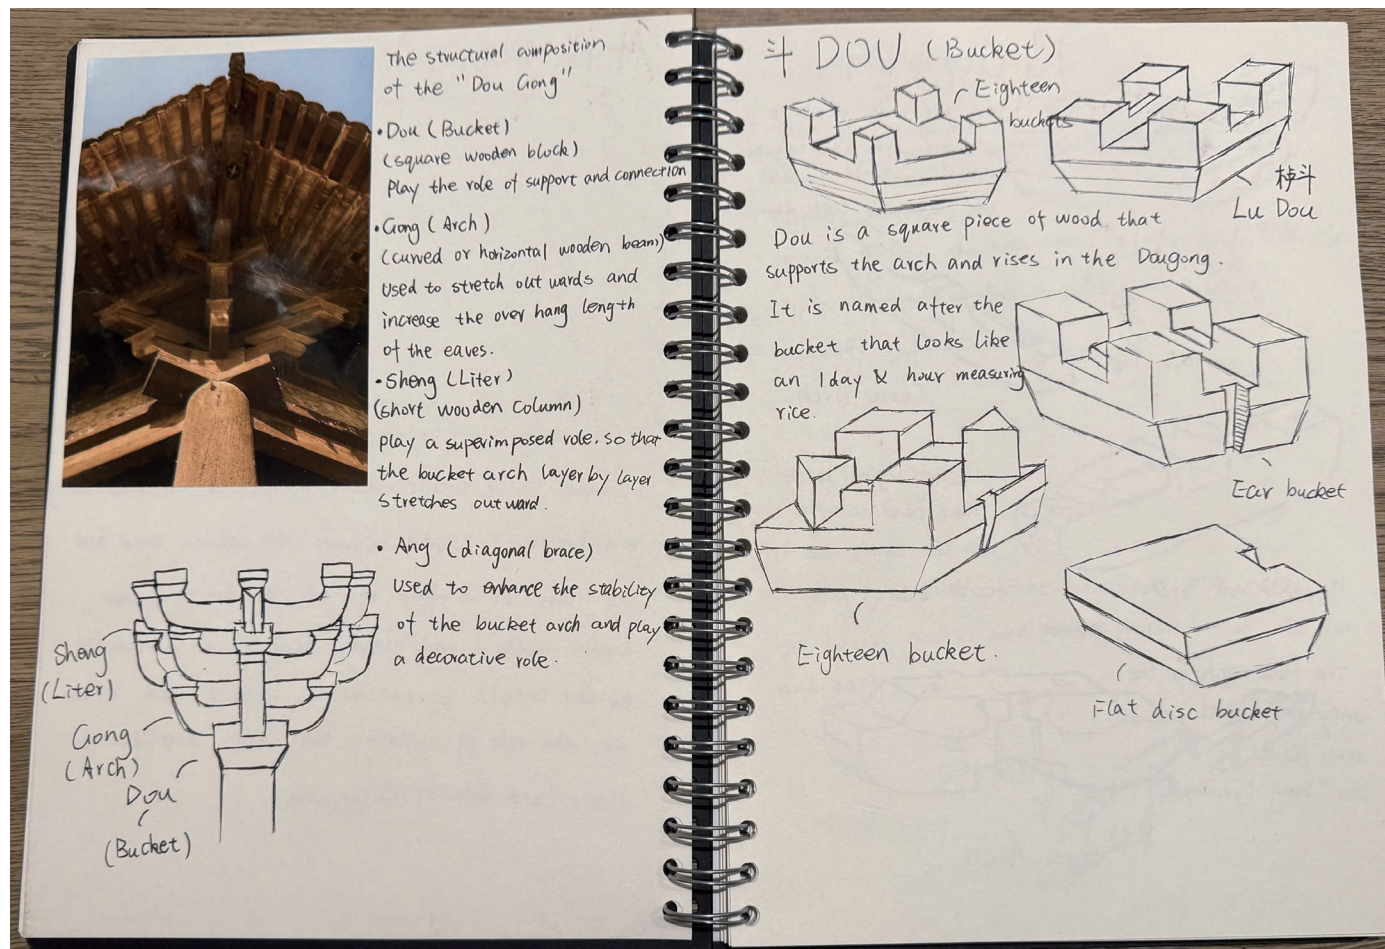 The structural composition
of the "Dou Gong"
• Dou (Bucket)
(square wooden block)
Play the role of support and connection
• Gong (Arch)
(curved or horizontal wooden beams)
used to stretch out wards and
increase the over hang length
of the eaves.
• Sheng (Liter)
(short wooden column)
play a superimposed role. so that
the bucket arch layer by layer
stretches outward.
• Ang (diagonal brace)
used to enhance the stability
of the bucket arch and play
a decorative role.
Sheng
(Liter)
Gong
(Arch)
Dou
(Bucket)
斗 DOU (Bucket)
Eighteen
buckets
斗
Lu Dou
Dou is a square piece of wood that
supports the arch and rises in the Dougong.
It is named after the
bucket that looks like
an 1day & hour measuring
rice.
Ear bucket
Eighteen bucket.
Flat disc bucket